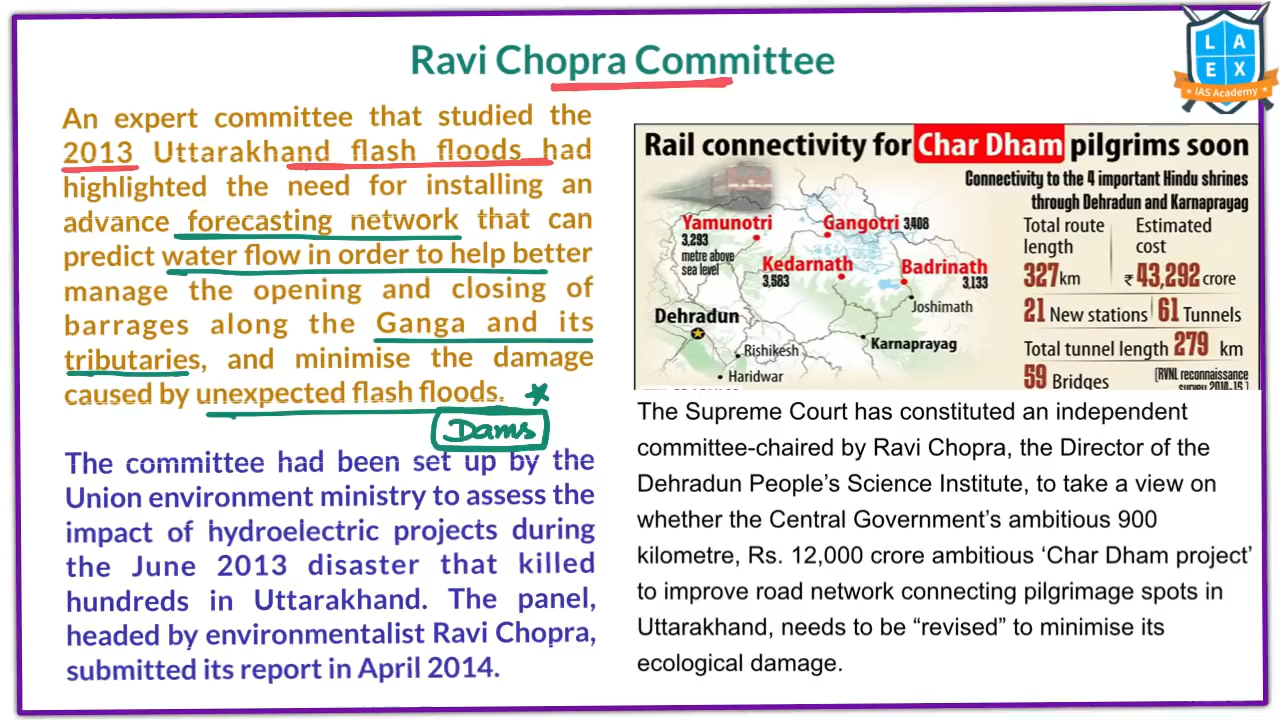 Ravi Chopra Committee
L A
E X
IAS Academy
An expert committee that studied the
2013 Uttarakhand flash floods had
highlighted the need for installing an
advance forecasting network that can
predict water flow in order to help better
manage the opening and closing of
barrages along the Ganga and its
tributaries, and minimise the damage
caused by unexpected flash floods.
Dams
The committee had been set up by the
Union environment ministry to assess the
impact of hydroelectric projects during
the June 2013 disaster that killed
hundreds in Uttarakhand. The panel,
headed by environmentalist Ravi Chopra,
submitted its report in April 2014.
Rail connectivity for Char Dham pilgrims soon
Connectivity to the 4 important Hindu shrines
through Dehradun and Karnaprayag
Yamunotri
3,293
metre above
sea level
Gangotri 3,408
Kedarnath
3,583
Badrinath
3,133
Joshimath
Dehradun
Karnaprayag
Rishikesh
Haridwar
Total route
length
327 km
Estimated
cost
₹ 43,292 crore
21 New stations
61 Tunnels
Total tunnel length 279 km
59 Bridges
[RVNL reconnaissance
survey 2014-15]
The Supreme Court has constituted an independent
committee-chaired by Ravi Chopra, the Director of the
Dehradun People's Science Institute, to take a view on
whether the Central Government's ambitious 900
kilometre, Rs. 12,000 crore ambitious 'Char Dham project'
to improve road network connecting pilgrimage spots in
Uttarakhand, needs to be "revised" to minimise its
ecological damage.